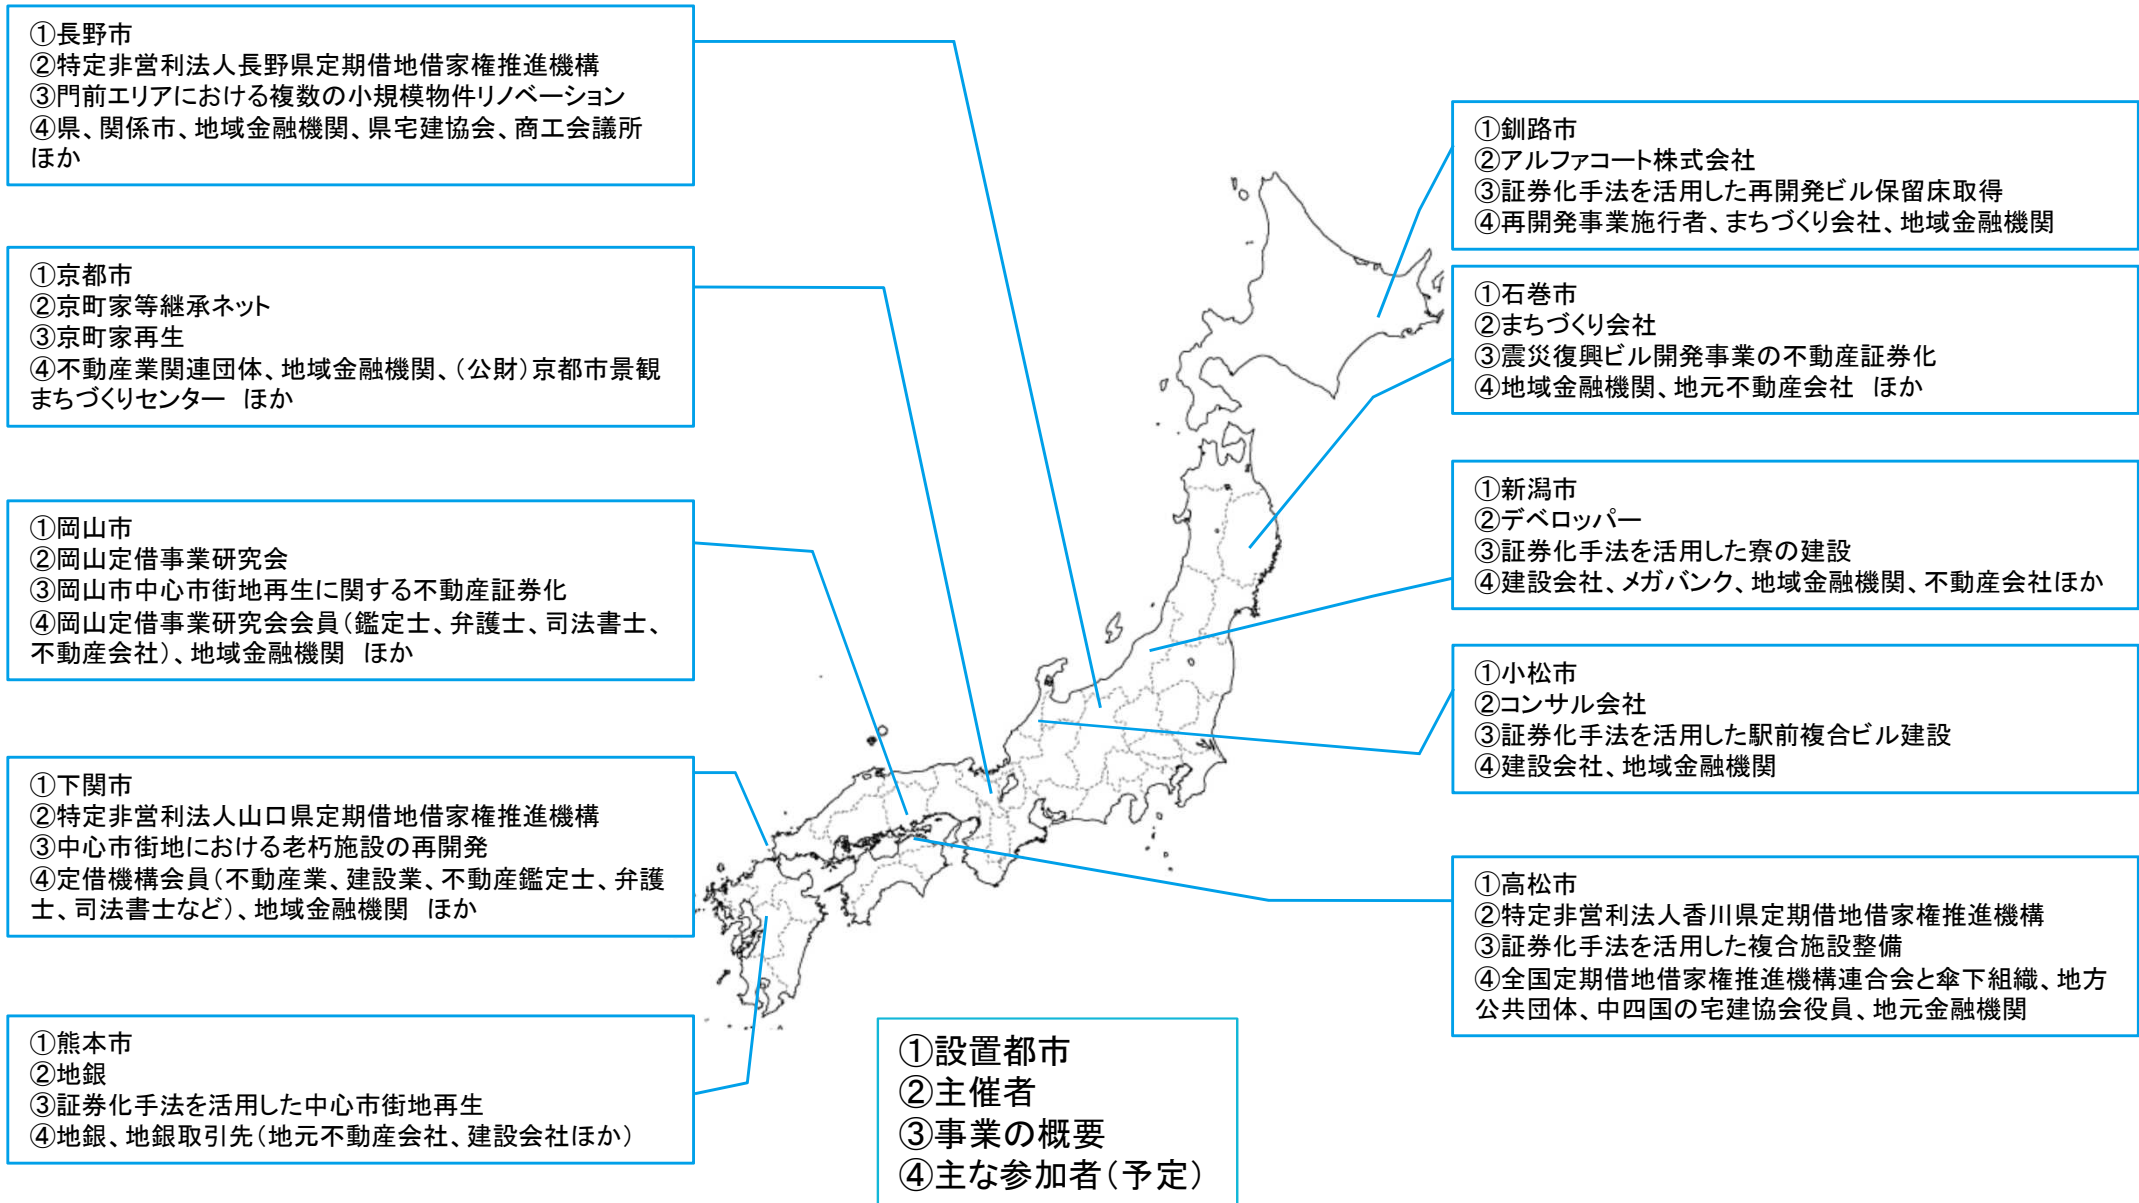 ①長野市
②特定非営利法人長野県定期借地借家権推進機構
③門前エリアにおける複数の小規模物件リノベーション
④県、関係市、地域金融機関、県宅建協会、商工会議所
ほか
①京都市
②京町家等継承ネット
③京町家再生
④不動産業関連団体、地域金融機関、（公財）京都市景観
まちづくりセンター　ほか
①岡山市
②岡山定借事業研究会
③岡山市中心市街地再生に関する不動産証券化
④岡山定借事業研究会会員（鑑定士、弁護士、司法書士、
不動産会社）、地域金融機関　ほか
①下関市
②特定非営利法人山口県定期借地借家権推進機構
③中心市街地における老朽施設の再開発
④定借機構会員（不動産業、建設業、不動産鑑定士、弁護
士、司法書士など）、地域金融機関　ほか
①熊本市
②地銀
③証券化手法を活用した中心市街地再生
④地銀、地銀取引先（地元不動産会社、建設会社ほか）
①釧路市
②アルファコート株式会社
③証券化手法を活用した再開発ビル保留床取得
④再開発事業施行者、まちづくり会社、地域金融機関
①石巻市
②まちづくり会社
③震災復興ビル開発事業の不動産証券化
④地域金融機関、地元不動産会社　ほか
①新潟市
②デベロッパー
③証券化手法を活用した寮の建設
④建設会社、メガバンク、地域金融機関、不動産会社ほか
①小松市
②コンサル会社
③証券化手法を活用した駅前複合ビル建設
④建設会社、地域金融機関
①高松市
②特定非営利法人香川県定期借地借家権推進機構
③証券化手法を活用した複合施設整備
④全国定期借地借家権推進機構連合会と傘下組織、地方
公共団体、中四国の宅建協会役員、地元金融機関
①設置都市
②主催者
③事業の概要
④主な参加者（予定）